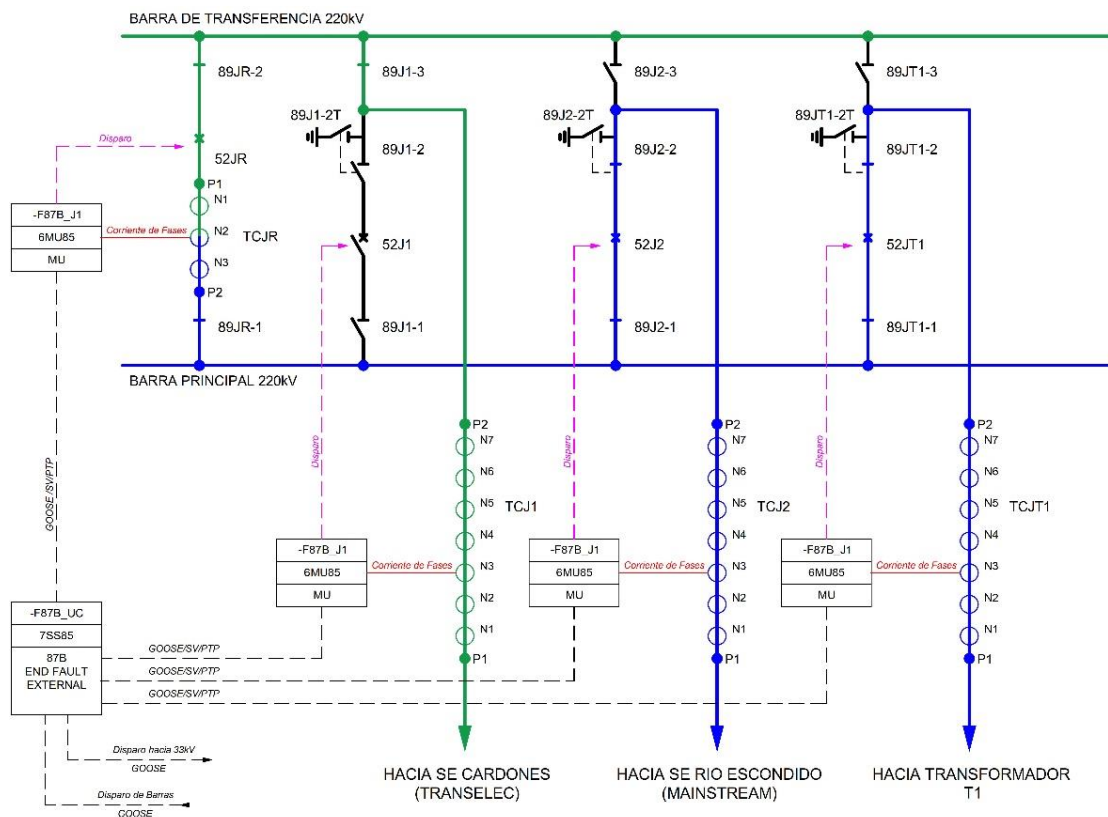 BARRA DE TRANSFERENCIA 220kV
89JR-2
89J1-3
89J2-3
89JT1-3
89J1-2T
89J2-2T
89JT1-2T
Disparo
52JR
89J1-2
89J2-2
89JT1-2
P1
N1
-F87B_J1
6MU85
MU
Corriente de Fases
N2
TCJR
N3
P2
52J1
52J2
52JT1
89JR-1
89J1-1
89J2-1
89JT1-1
BARRA PRINCIPAL 220kV
GOOSE /SV/PTP
Disparo
Disparo
Disparo
P2
N7
N6
N5
TCJ1
N4
N3
N2
N1
P1
P2
N7
N6
N5
TCJ2
N4
N3
N2
N1
P1
P2
N7
N6
N5
TCJT1
N4
N3
N2
N1
P1
-F87B_J1
6MU85
MU
Corriente de Fases
-F87B_J1
6MU85
MU
Corriente de Fases
-F87B_J1
6MU85
MU
Corriente de Fases
-F87B_UC
7SS85
87B
END FAULT
EXTERNAL
GOOSE/SV/PTP
GOOSE/SV/PTP
GOOSE/SV/PTP
Disparo hacia 33kV
GOOSE
Disparo de Barras
GOOSE
HACIA SE CARDONES
(TRANSELEC)
HACIA SE RIO ESCONDIDO
(MAINSTREAM)
HACIA TRANSFORMADOR
T1